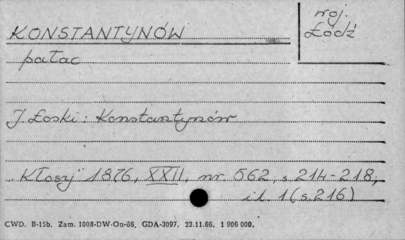 woj.
Łódź
KONSTANTYNÓW
pałac
J. Łoski: Konstantynów
"Kłosy" 1876, XXII, nr 562, s. 214-218,
il. 1 (s. 216)
CWD. B-15b. Zam. 1008-DW-On-66, GDA-3097. 23.11.66. 1 906 000.